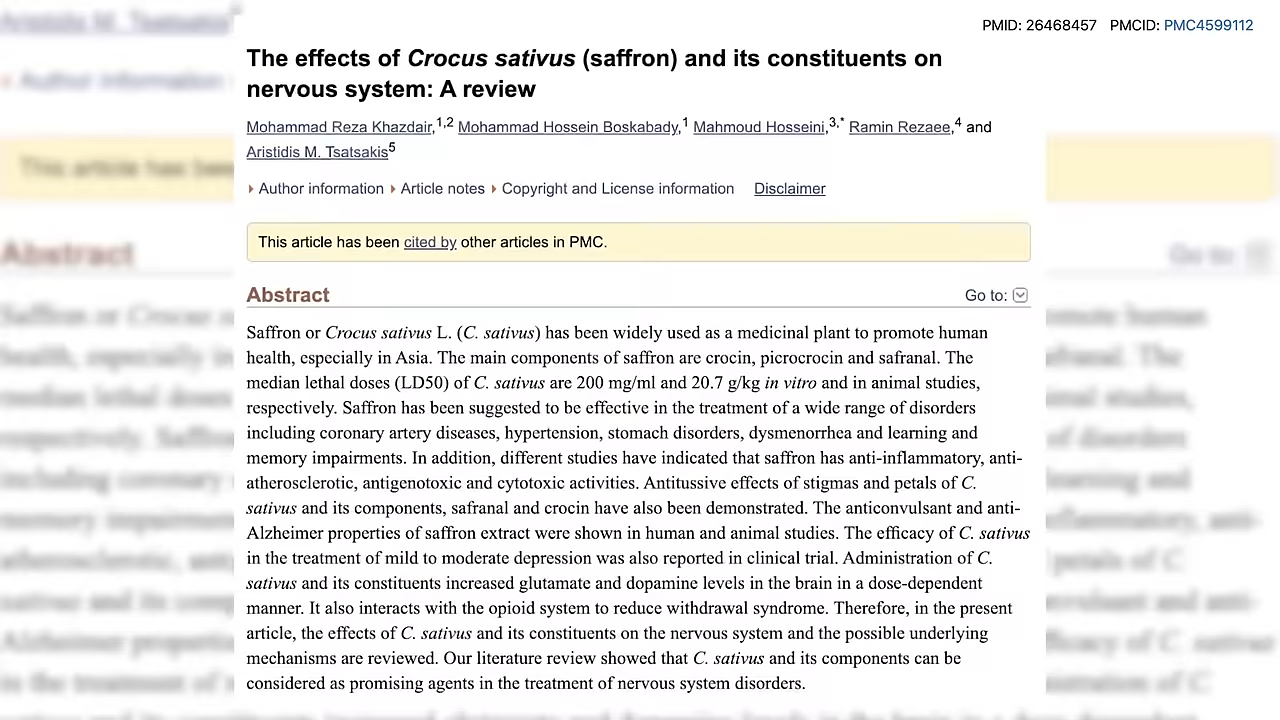 PMID: 26468457 PMCID: PMC4599112
The effects of Crocus sativus (saffron) and its constituents on
nervous system: A review
Mohammad Reza Khazdair,1,2 Mohammad Hossein Boskabady,1 Mahmoud Hosseini,3,* Ramin Rezaee,4 and
Aristidis M. Tsatsakis5
Author information Article notes Copyright and License information Disclaimer
This article has been cited by other articles in PMC.
Abstract Go to:
Saffron or Crocus sativus L. (C. sativus) has been widely used as a medicinal plant to promote human
health, especially in Asia. The main components of saffron are crocin, picrocrocin and safranal. The
median lethal doses (LD50) of C. sativus are 200 mg/ml and 20.7 g/kg in vitro and in animal studies,
respectively. Saffron has been suggested to be effective in the treatment of a wide range of disorders
including coronary artery diseases, hypertension, stomach disorders, dysmenorrhea and learning and
memory impairments. In addition, different studies have indicated that saffron has anti-inflammatory, anti-
atherosclerotic, antigenotoxic and cytotoxic activities. Antitussive effects of stigmas and petals of C.
sativus and its components, safranal and crocin have also been demonstrated. The anticonvulsant and anti-
Alzheimer properties of saffron extract were shown in human and animal studies. The efficacy of C. sativus
in the treatment of mild to moderate depression was also reported in clinical trial. Administration of C.
sativus and its constituents increased glutamate and dopamine levels in the brain in a dose-dependent
manner. It also interacts with the opioid system to reduce withdrawal syndrome. Therefore, in the present
article, the effects of C. sativus and its constituents on the nervous system and the possible underlying
mechanisms are reviewed. Our literature review showed that C. sativus and its components can be
considered as promising agents in the treatment of nervous system disorders.